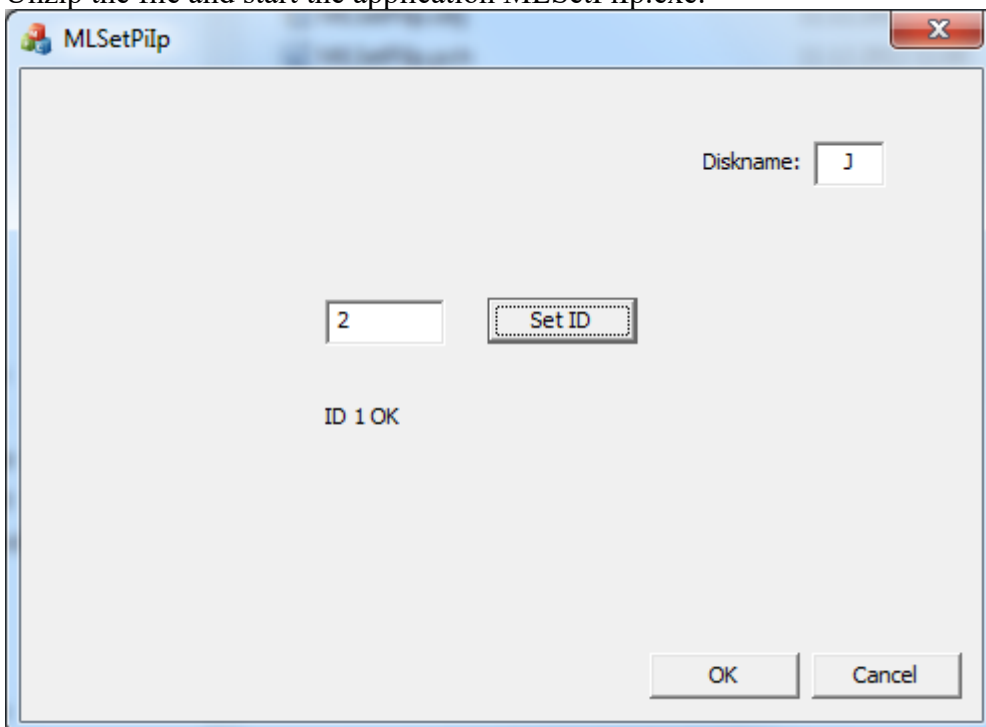 Unzip the file and start the application MLSetPiIp.exe.
MLSetPiIp
Diskname: J
2 Set ID
ID 1 OK
OK Cancel